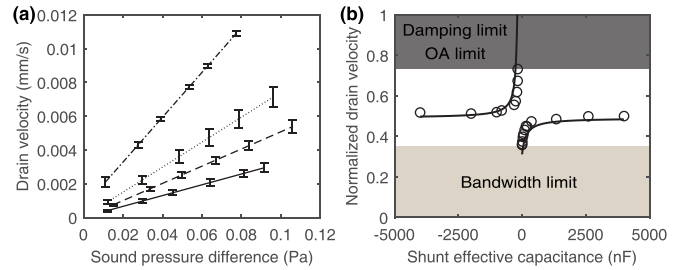 (a)
0.012
0.01
0.008
0.006
0.004
0.002
0
Drain velocity (mm/s)
0 0.02 0.04 0.06 0.08 0.1 0.12
Sound pressure difference (Pa)
(b)
1
0.8
0.6
0.4
0.2
0
Normalized drain velocity
Damping limit
OA limit
Bandwidth limit
-5000 0 5000
Shunt effective capacitance (nF)